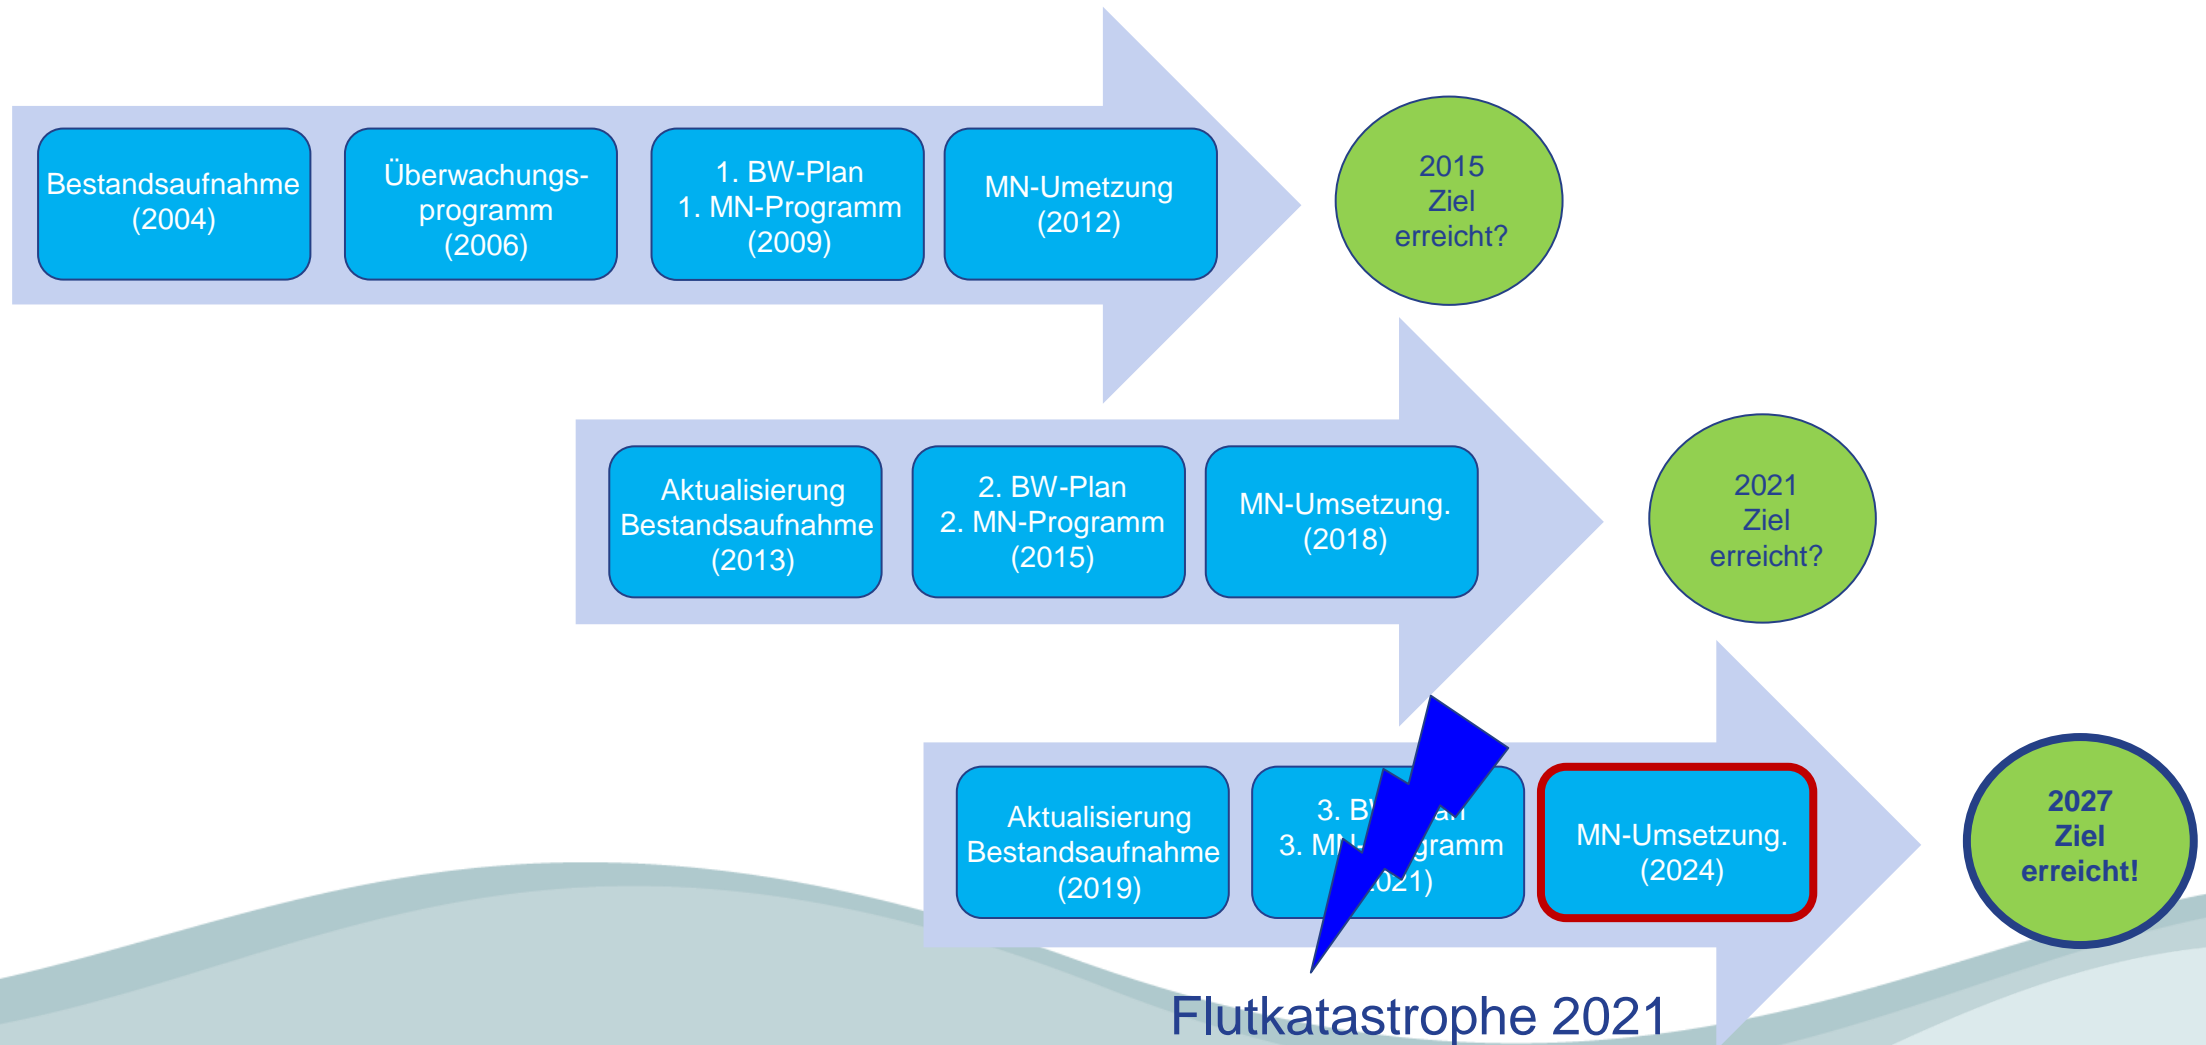 Bestandsaufnahme
(2004)
Überwachungs-
programm
(2006)
1. BW-Plan
1. MN-Programm
(2009)
MN-Umetzung
(2012)
2015
Ziel
erreicht?
Aktualisierung
Bestandsaufnahme
(2013)
2. BW-Plan
2. MN-Programm
(2015)
MN-Umsetzung.
(2018)
2021
Ziel
erreicht?
Aktualisierung
Bestandsaufnahme
(2019)
3.
3.
MN-Umsetzung.
(2024)
2027
Ziel
erreicht!
Flutkatastrophe 2021